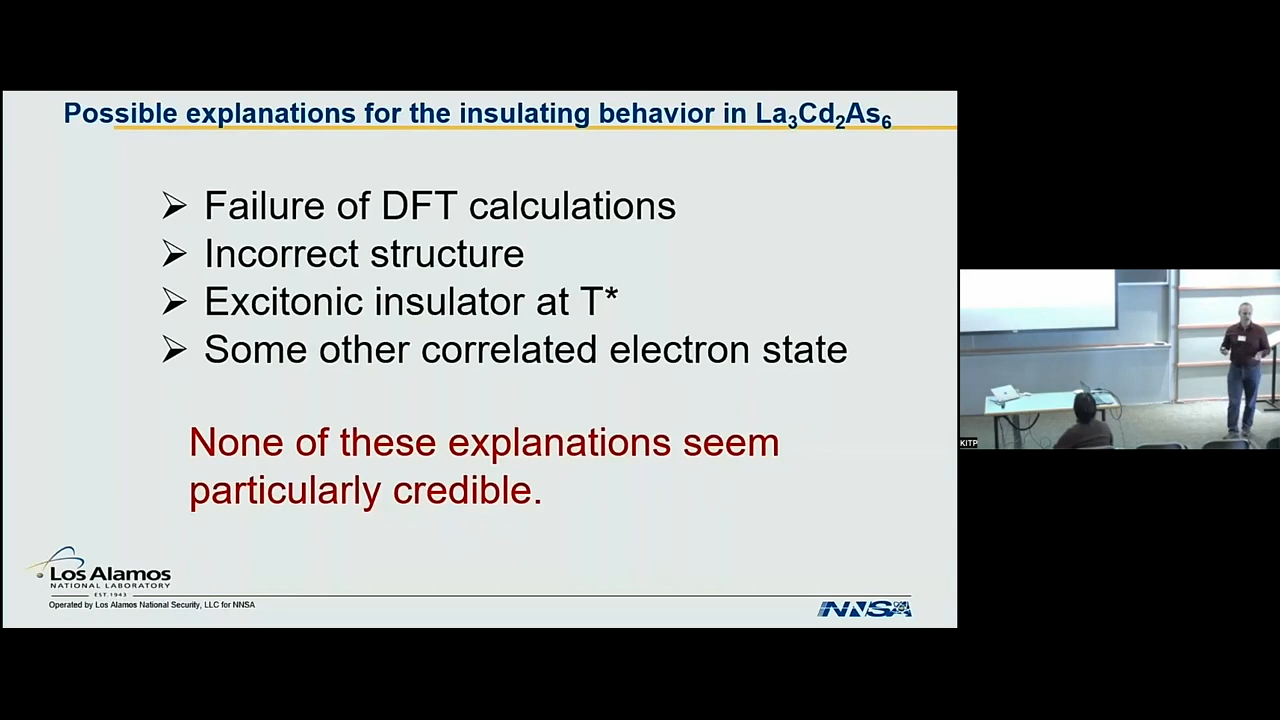 Possible explanations for the insulating behavior in La₃Cd₂As₆
➢ Failure of DFT calculations
➢ Incorrect structure
➢ Excitonic insulator at T*
➢ Some other correlated electron state
None of these explanations seem
particularly credible.
Los Alamos
NATIONAL LABORATORY
EST. 1943
Operated by Los Alamos National Security, LLC for NNSA
NNSA
KITP